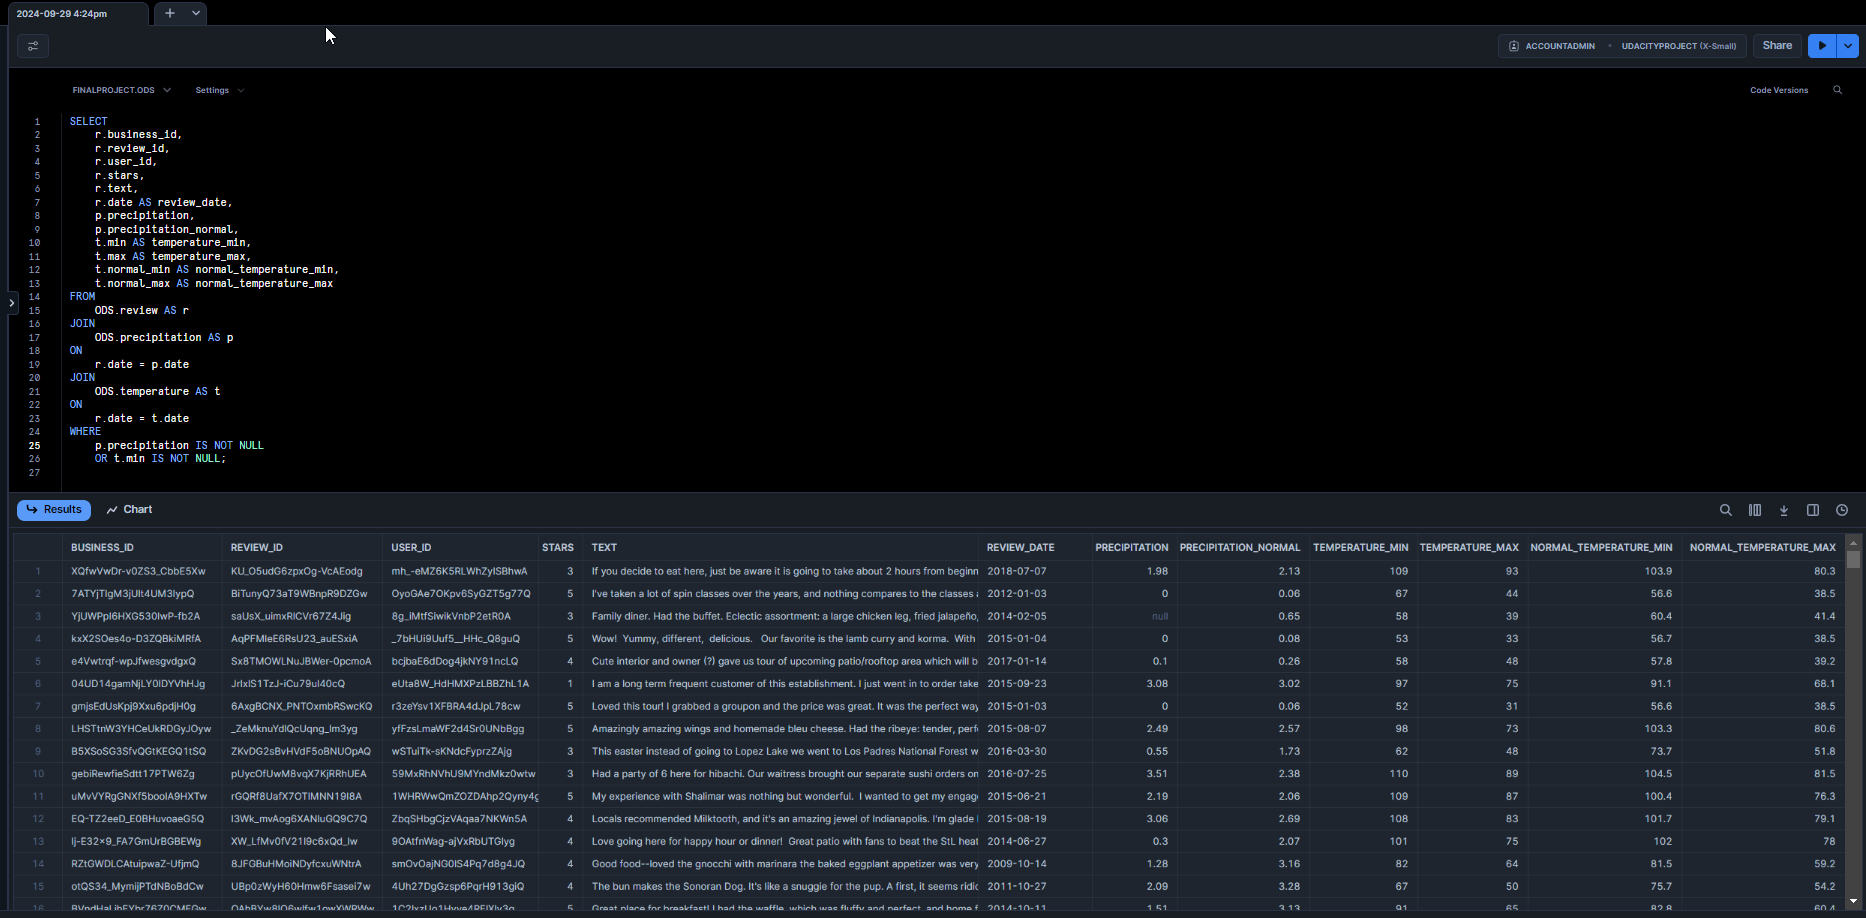 2024-09-29 4:24pm
ACCOUNTADMIN · UDACITYPROJECT (X-Small) Share
FINALPROJECT.ODS Settings Code Versions
1 SELECT
2 r.business_id,
3 r.review_id,
4 r.user_id,
5 r.stars,
6 r.text,
7 r.date AS review_date,
8 p.precipitation,
9 p.precipitation_normal,
10 t.min AS temperature_min,
11 t.max AS temperature_max,
12 t.normal_min AS normal_temperature_min,
13 t.normal_max AS normal_temperature_max
14 FROM
15 ODS.review AS r
16 JOIN
17 ODS.precipitation AS p
18 ON
19 r.date = p.date
20 JOIN
21 ODS.temperature AS t
22 ON
23 r.date = t.date
24 WHERE
25 p.precipitation IS NOT NULL
26 OR t.min IS NOT NULL;
27
Results Chart
BUSINESS_ID REVIEW_ID USER_ID STARS TEXT REVIEW_DATE PRECIPITATION PRECIPITATION_NORMAL TEMPERATURE_MIN TEMPERATURE_MAX NORMAL_TEMPERATURE_MIN NORMAL_TEMPERATURE_MAX
1 XQfwVwDr-v0ZS3_CbbE5Xw KU_O5udG6zpxOg-VcAEodg mh_-eMZ6K5RLWhZyISBhwA 3 If you decide to eat here, just be aware it is going to take about 2 hours from beginn 2018-07-07 1.98 2.13 109 93 103.9 80.3
2 7ATYjTIgM3jUlt4UM3IypQ BiTunyQ73aT9WBnpR9DZGw OyoGAe7OKpv6SyGZT5g77Q 5 I've taken a lot of spin classes over the years, and nothing compares to the classes 2012-01-03 0 0.06 67 44 56.6 38.5
3 YjUWPpI6HXG530lwP-fb2A saUsX_uimxRlCVr67Z4Jig 8g_iMtfSiwikVnbP2etR0A 3 Family diner. Had the buffet. Eclectic assortment: a large chicken leg, fried jalapeño, 2014-02-05 null 0.65 58 39 60.4 41.4
4 kxX2SOes4o-D3ZQBkiMRfA AqPFMleE6RsU23_auESxiA _7bHUi9Uuf5__HHc_Q8guQ 5 Wow! Yummy, different, delicious. Our favorite is the lamb curry and korma. With 2015-01-04 0 0.08 53 33 56.7 38.5
5 e4Vwtrqf-wpJfwesgvdgxQ Sx8TMOWLNuJBWer-0pcmoA bcjbaE6dDog4jkNY91ncLQ 4 Cute interior and owner (?) gave us tour of upcoming patio/rooftop area which will b 2017-01-14 0.1 0.26 58 48 57.8 39.2
6 04UD14gamNjLY0IDYVhHJg JrIxlS1TzJ-iCu79ul40cQ eUta8W_HdHMXPzLBBZhL1A 1 I am a long term frequent customer of this establishment. I just went in to order take 2015-09-23 3.08 3.02 97 75 91.1 68.1
7 gmjsEdUsKpj9Xxu6pdjH0g 6AxgBCNX_PNTOxmbRSwcKQ r3zeYsv1XFBRA4dJpL78cw 5 Loved this tour! I grabbed a groupon and the price was great. It was the perfect way 2015-01-03 0 0.06 52 31 56.6 38.5
8 LHSTtnW3YHCeUkRDGyJOyw _ZeMknuYdlQcUqng_Im3yg yfFzsLmaWF2d4Sr0UNbBgg 5 Amazingly amazing wings and homemade bleu cheese. Had the ribeye: tender, perf 2015-08-07 2.49 2.57 98 73 103.3 80.6
9 B5XSoSG3SfvQGtKEGQ1tSQ ZKvDG2sBvHVdF5oBNUOpAQ wSTuiTk-sKNdcFyprzZAjg 3 This easter instead of going to Lopez Lake we went to Los Padres National Forest w 2016-03-30 0.55 1.73 62 48 73.7 51.8
10 gebiRewfieSdtt17PTW6Zg pUycOfUwM8vqX7KjRRhUEA 59MxRhNVhU9MYndMkz0wtw 3 Had a party of 6 here for hibachi. Our waitress brought our separate sushi orders on 2016-07-25 3.51 2.38 110 89 104.5 81.5
11 uMvVYRgGNXf5boolA9HXTw rGQRf8UafX7OTlMNN19I8A 1WHRWwQmZOZDAhp2Qyny4g 5 My experience with Shalimar was nothing but wonderful. I wanted to get my engag 2015-06-21 2.19 2.06 109 87 100.4 76.3
12 EQ-TZ2eeD_E0BHuvoaeG5Q l3Wk_mvAog6XANluGQ9C7Q ZbqSHbgCjzVAqaa7NKWn5A 4 Locals recommended Milktooth, and it's an amazing jewel of Indianapolis. I'm glade 2015-08-19 3.06 2.69 108 83 101.7 79.1
13 lj-E32x9_FA7GmUrBGBEWg XW_LfMv0fV21I9c6xQd_lw 9OAtfnWag-ajVxRbUTGlyg 4 Love going here for happy hour or dinner! Great patio with fans to beat the StL heat 2014-06-27 0.3 2.07 101 75 102 78
14 RZtGWDLCAtuipwaZ-UfjmQ 8JFGBuHMoiNDyfcxuWNtrA smOvOajNG0lS4Pq7d8g4JQ 4 Good food--loved the gnocchi with marinara the baked eggplant appetizer was very 2009-10-14 1.28 3.16 82 64 81.5 59.2
15 otQS34_MymijPTdNBoBdCw UBp0zWyH60Hmw6Fsasei7w 4Uh27DgGzsp6PqrH913giQ 4 The bun makes the Sonoran Dog. It's like a snuggie for the pup. A first, it seems ridic 2011-10-27 2.09 3.28 67 50 75.7 54.2
16 5 Great place for breakfast! I had the waffle, which was fluffy and perfect, and home f 2014-10-11 1.51 3.13 91 65 82.8 60.4